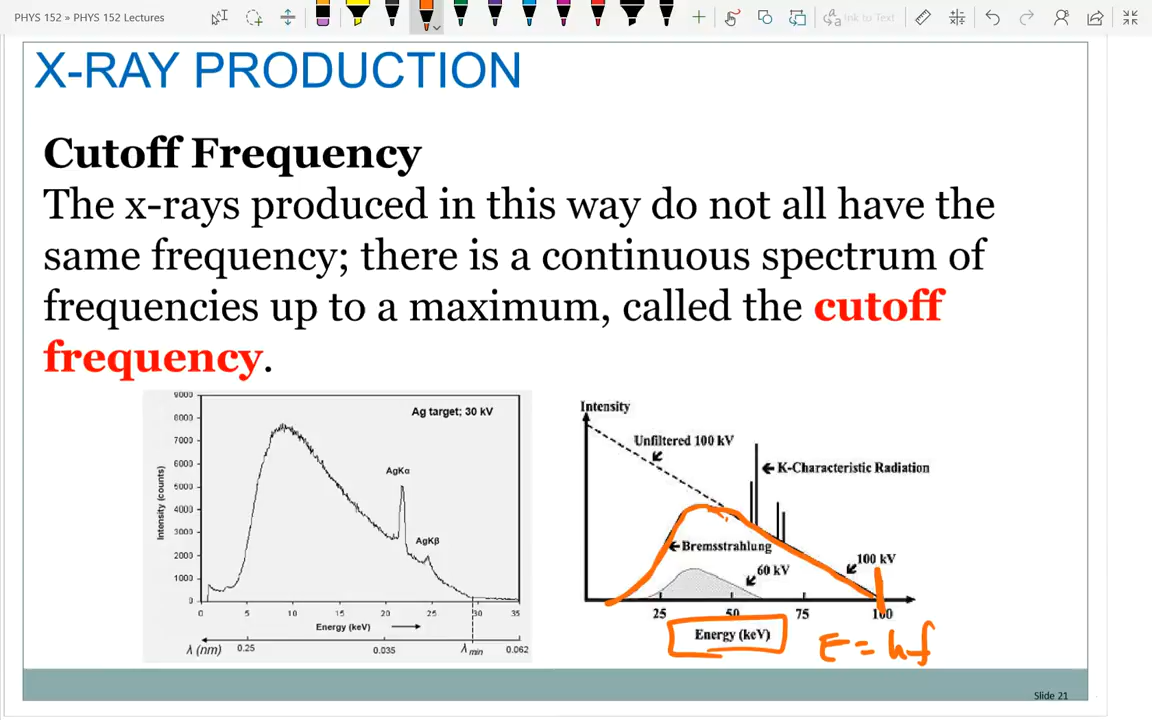 PHYS 152 » PHYS 152 Lectures
Ink to Text
X-RAY PRODUCTION
Cutoff Frequency
The x-rays produced in this way do not all have the
same frequency; there is a continuous spectrum of
frequencies up to a maximum, called the cutoff
frequency.
9000
8000
7000
6000
5000
4000
3000
2000
1000
0
Intensity (counts)
Ag target; 30 kV
AgKα
AgKβ
0 5 10 15 20 25 30 35
Energy (keV)
λ (nm) 0.25 0.035 λmin 0.062
Intensity
Unfiltered 100 kV
K-Characteristic Radiation
Bremsstrahlung
60 kV
100 kV
25 50 75 100
Energy (keV)
E = hf
Slide 21